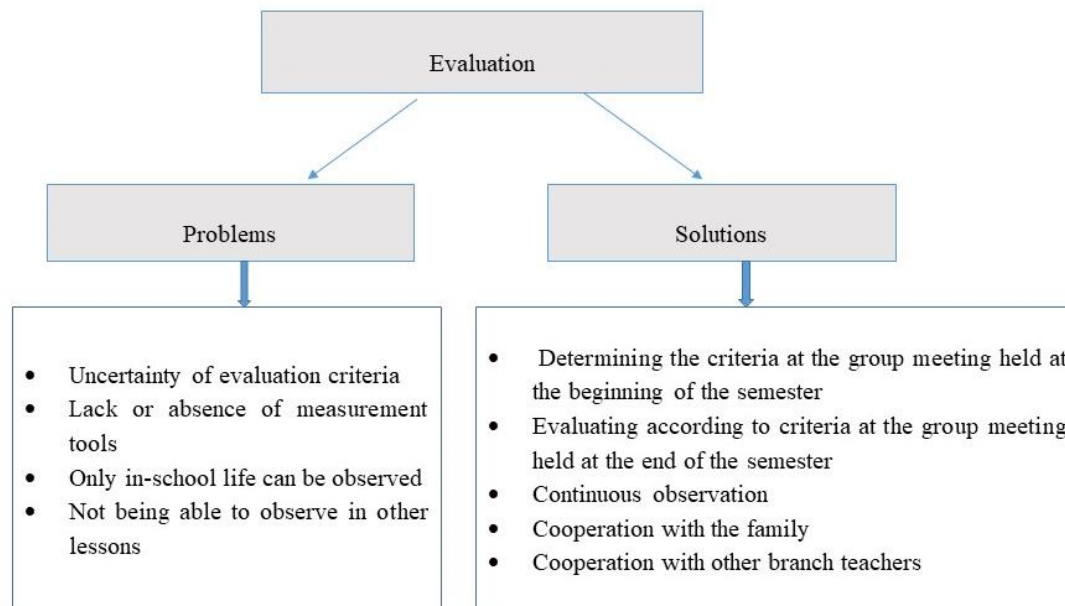 Evaluation
Problems
Solutions
• Uncertainty of evaluation criteria
• Lack or absence of measurement
tools
• Only in-school life can be observed
• Not being able to observe in other
lessons
• Determining the criteria at the group meeting held at
the beginning of the semester
• Evaluating according to criteria at the group meeting
held at the end of the semester
• Continuous observation
• Cooperation with the family
• Cooperation with other branch teachers